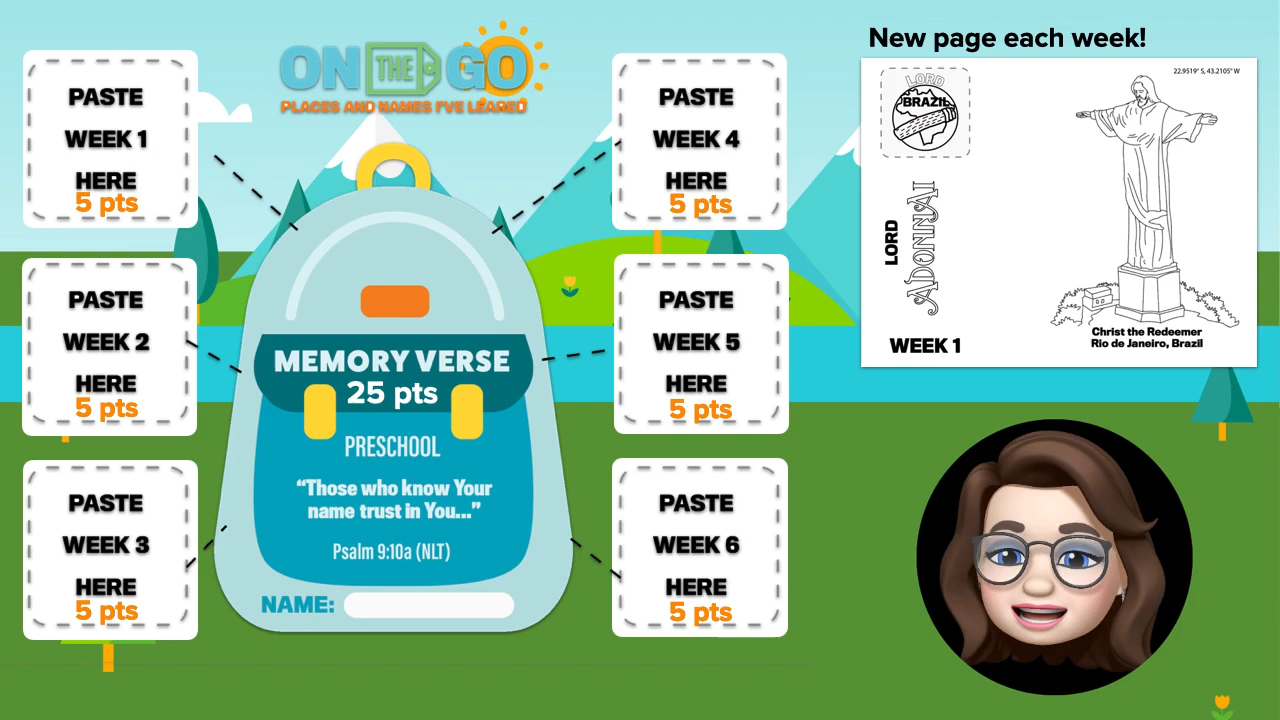 ON THE GO
PLACES AND NAMES I'VE LEARED
PASTE
WEEK 1
HERE
5 pts
PASTE
WEEK 2
HERE
5 pts
PASTE
WEEK 3
HERE
5 pts
MEMORY VERSE
25 pts
PRESCHOOL
“Those who know Your
name trust in You...”
Psalm 9:10a (NLT)
NAME:
PASTE
WEEK 4
HERE
5 pts
PASTE
WEEK 5
HERE
5 pts
PASTE
WEEK 6
HERE
5 pts
New page each week!
22.9519° S, 43.2105° W
LORD
BRAZIL
LORD
ADONAI
WEEK 1
Christ the Redeemer
Rio de Janeiro, Brazil